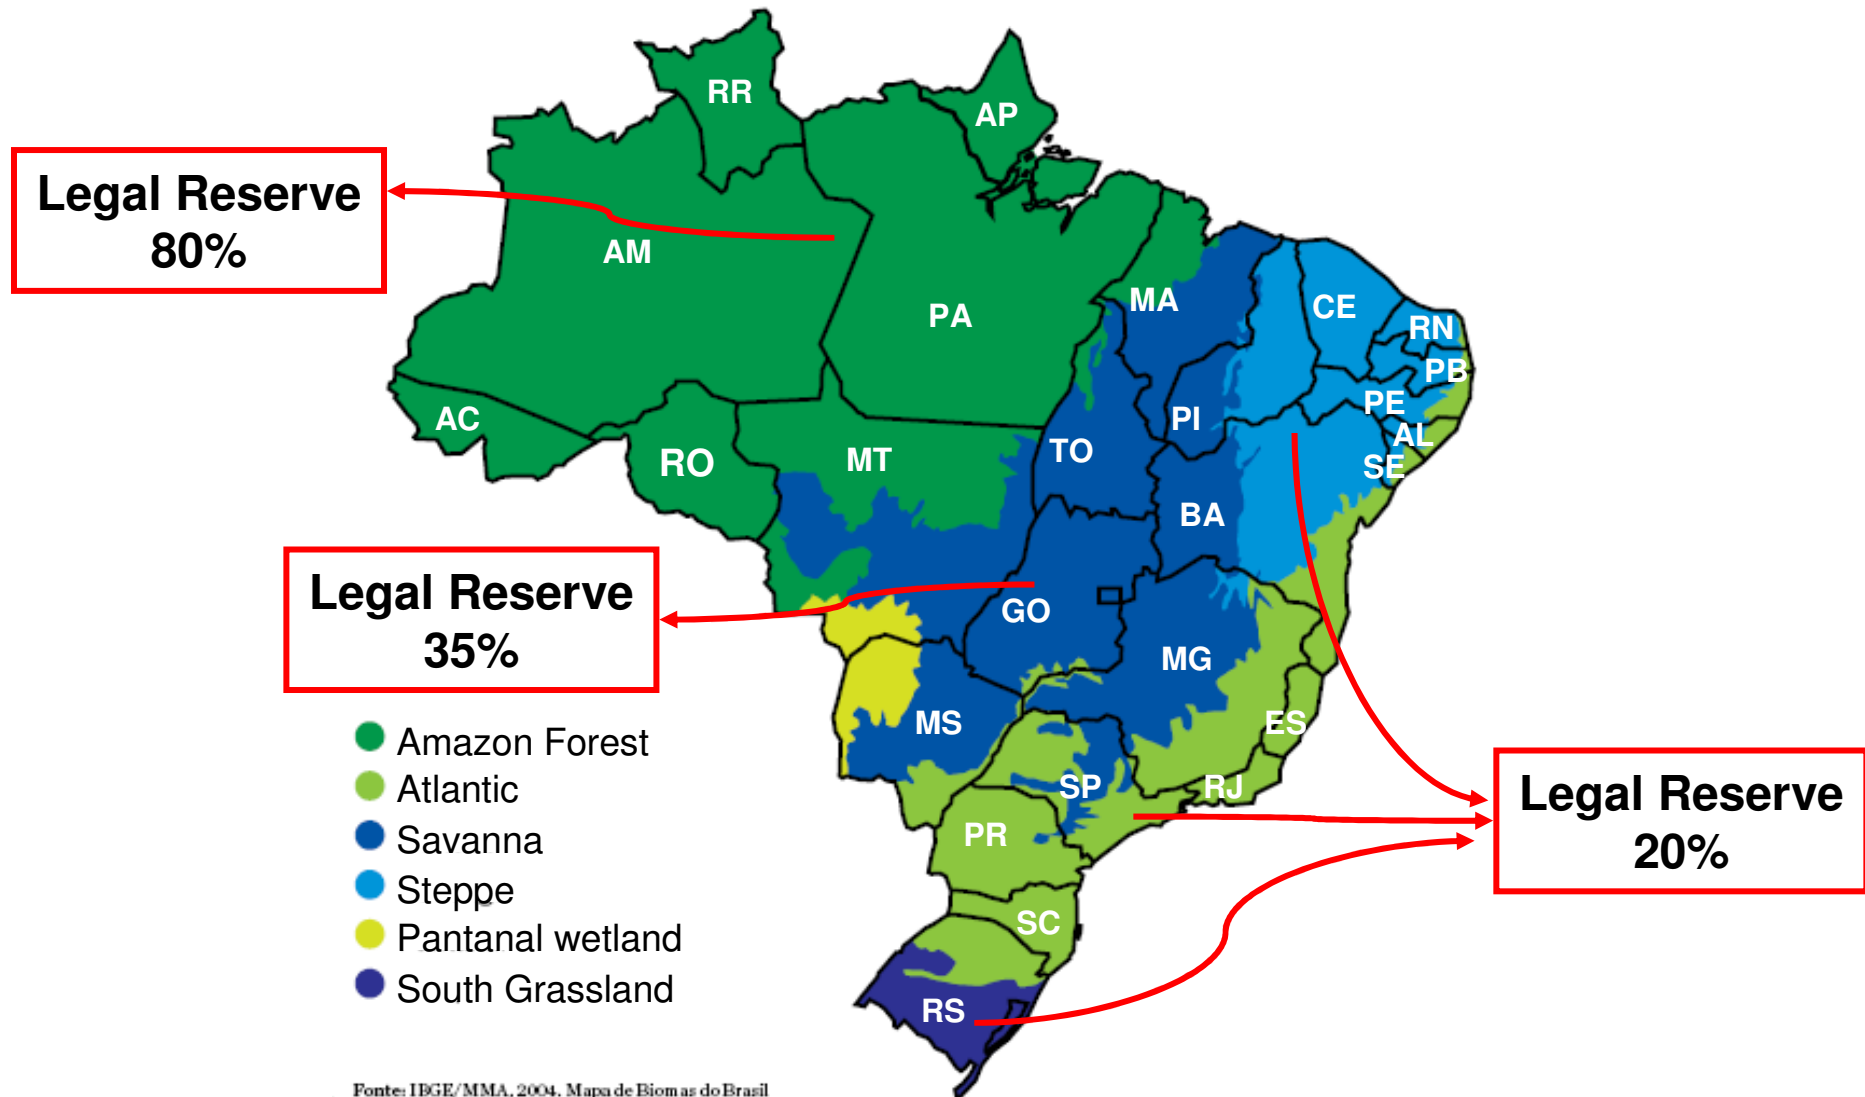 RR
AP
Legal Reserve
80%
AM
MA
CE
PA
RN
PB
PE
AC
PI
AL
TO
RO
MT
SE
BA
Legal Reserve
35%
GO
MG
MS
ES
Amazon Forest
Atlantic
Savanna
Steppe
Pantanal wetland
South Grassland
SP
RJ
Legal Reserve
20%
PR
SC
RS
Fonte: IBGE/MMA, 2004. Mapa de Biomas do Brasil